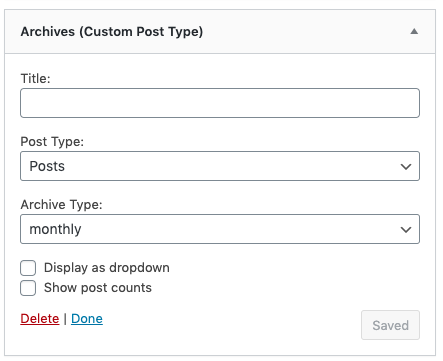 Archives (Custom Post Type)
Title:
Post Type:
Posts
Archive Type:
monthly
Display as dropdown
Show post counts
Delete | Done
Saved